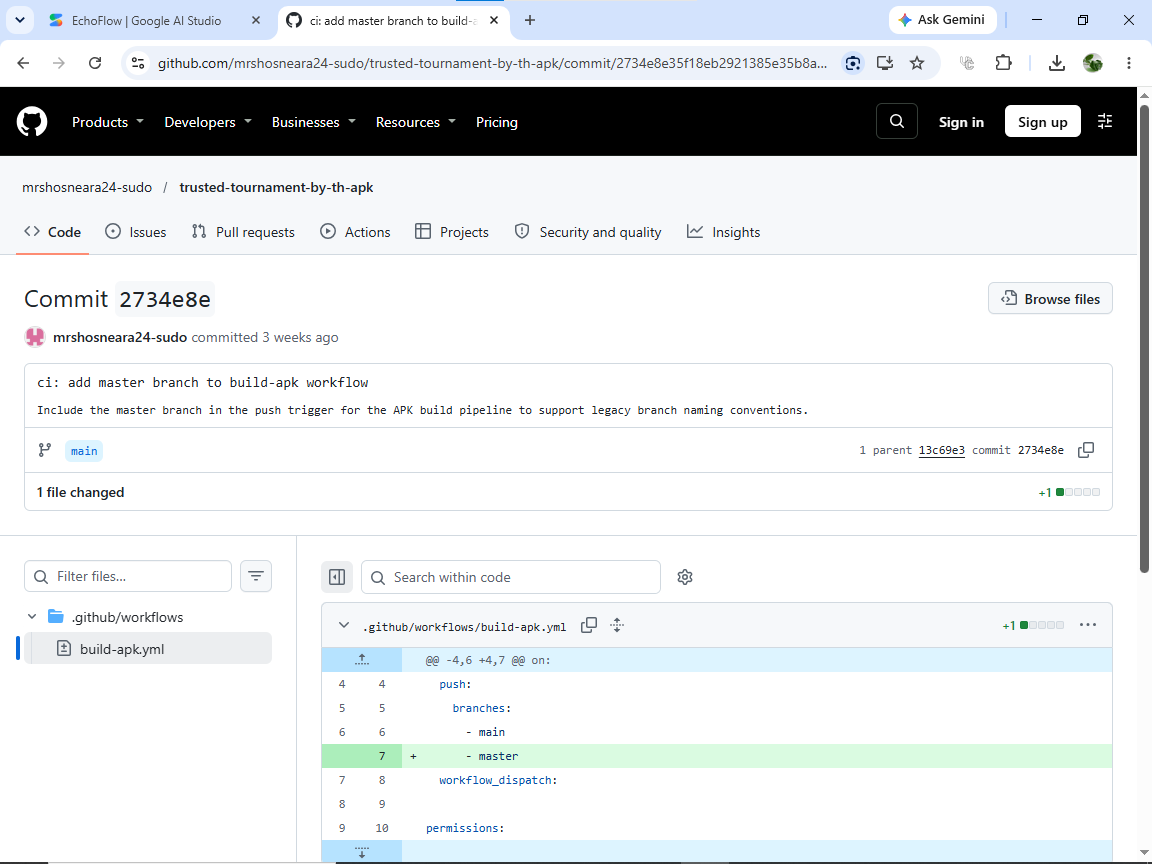 EchoFlow | Google AI Studio
ci: add master branch to build-a
Ask Gemini
github.com/mrshosneara24-sudo/trusted-tournament-by-th-apk/commit/2734e8e35f18eb2921385e35b8a...
Products Developers Businesses Resources Pricing Sign in Sign up
mrshosneara24-sudo / trusted-tournament-by-th-apk
Code Issues Pull requests Actions Projects Security and quality Insights
Commit 2734e8e
Browse files
mrshosneara24-sudo committed 3 weeks ago
ci: add master branch to build-apk workflow
Include the master branch in the push trigger for the APK build pipeline to support legacy branch naming conventions.
main
1 parent 13c69e3 commit 2734e8e
1 file changed
+1
Filter files...
.github/workflows
build-apk.yml
Search within code
.github/workflows/build-apk.yml
+1
@@ -4,6 +4,7 @@ on:
4 4 push:
5 5 branches:
6 6 - main
7 + - master
7 8 workflow_dispatch:
8 9
9 10 permissions: